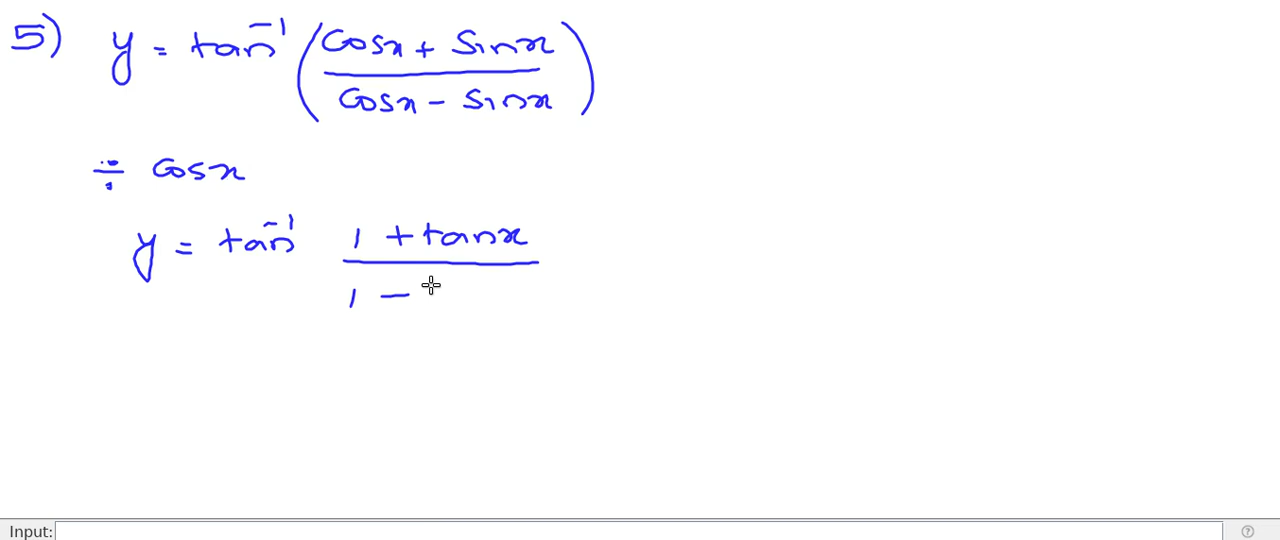 5) y = tan⁻¹ ( (cosx + sinx) / (cosx − sinx) )
÷ cosx
y = tan⁻¹ (1 + tanx) / (1 −
Input: